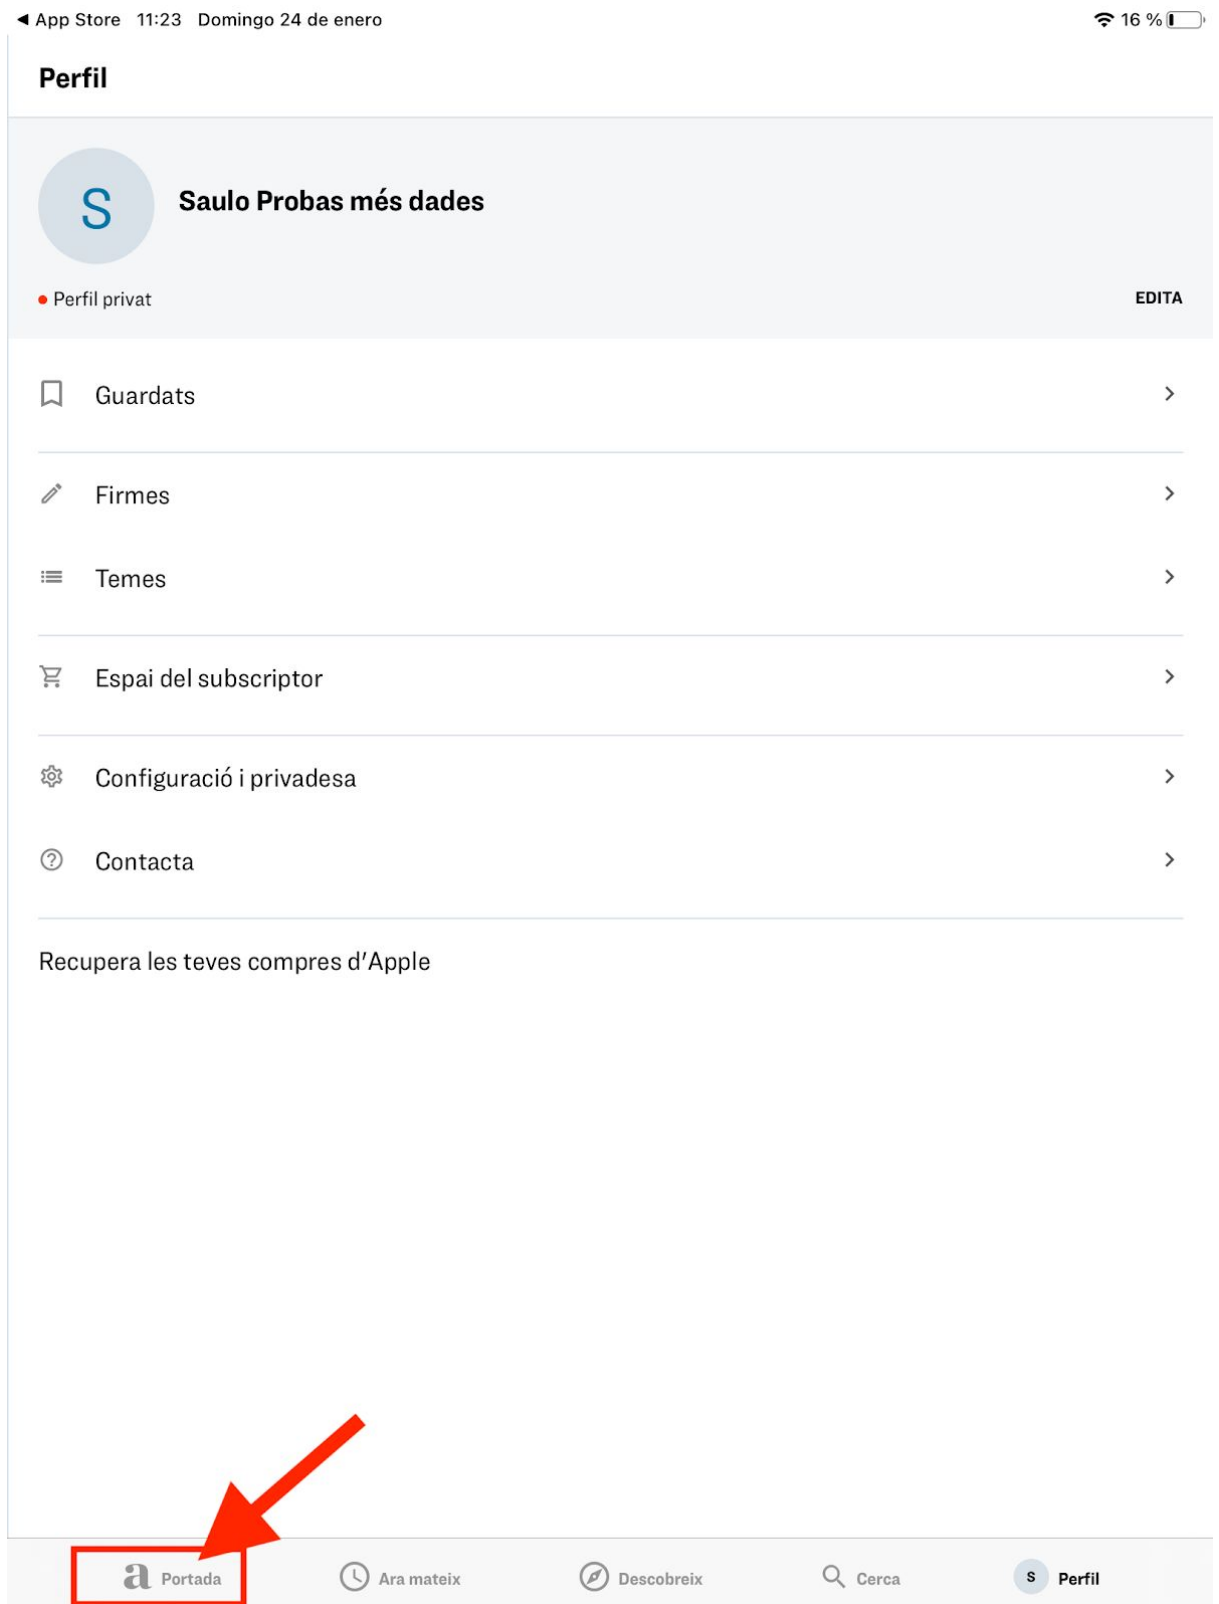 ◀ App Store 11:23 Domingo 24 de enero 16 %
Perfil
S
Saulo Probas més dades
Perfil privat EDITA
Guardats
Firmes
Temes
Espai del subscriptor
Configuració i privadesa
Contacta
Recupera les teves compres d'Apple
a Portada Ara mateix Descobreix Cerca S Perfil